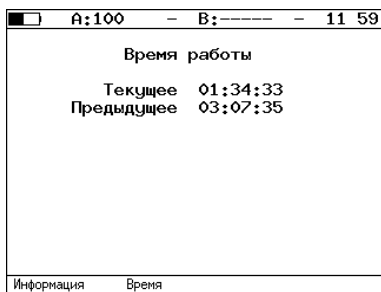 A:100 - B:----- - 11 59
Время работы
Текущее 01:34:33
Предыдущее 03:07:35
Информация Время